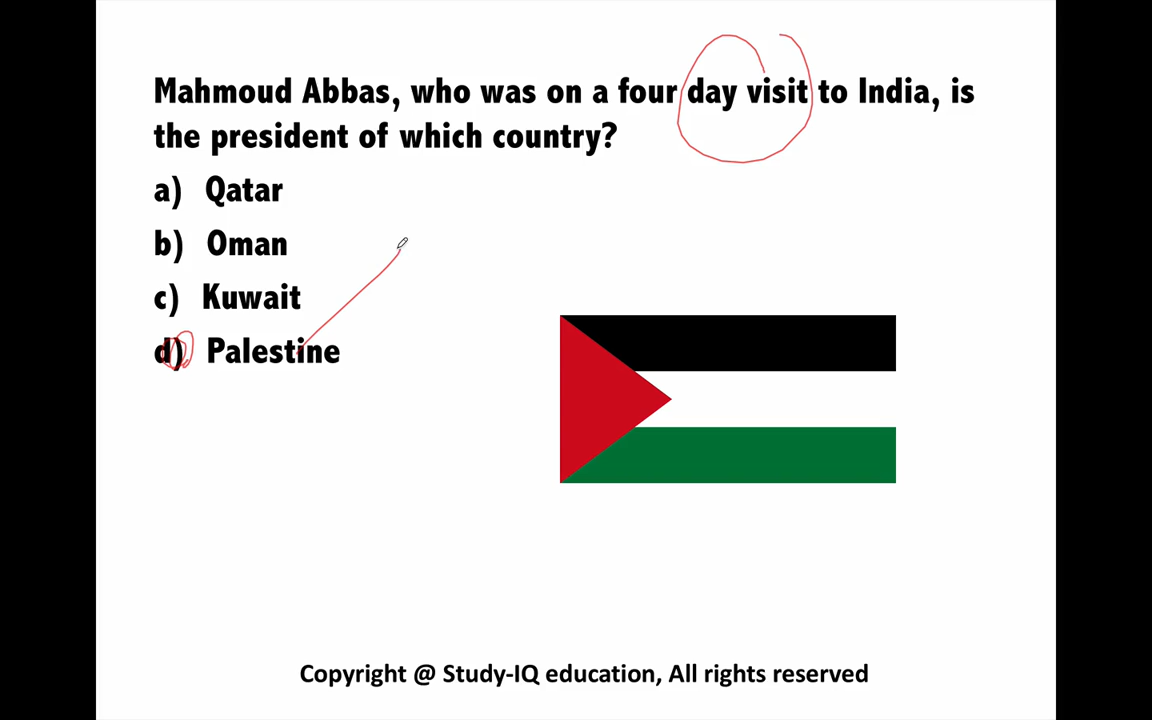 Mahmoud Abbas, who was on a four day visit to India, is
the president of which country?
a) Qatar
b) Oman
c) Kuwait
d) Palestine
Copyright @ Study-IQ education, All rights reserved